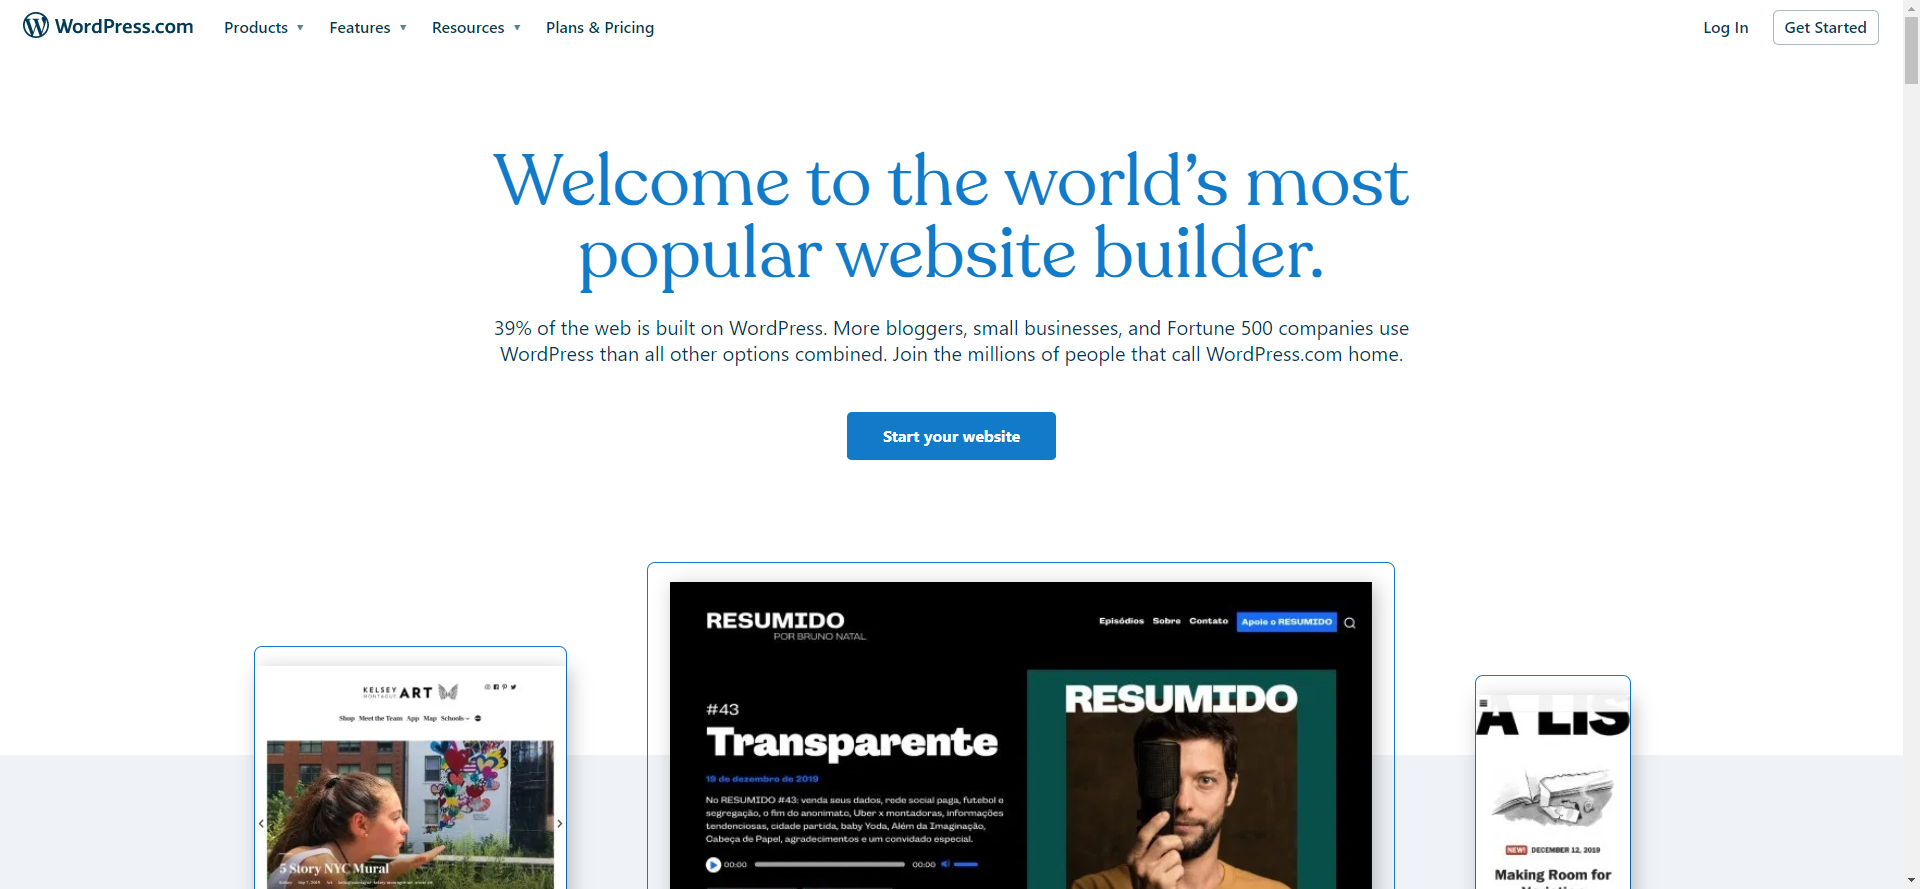 WordPress.com
Products
Features
Resources
Plans & Pricing
Log In
Get Started
Welcome to the world’s most
popular website builder.
39% of the web is built on WordPress. More bloggers, small businesses, and Fortune 500 companies use
WordPress than all other options combined. Join the millions of people that call WordPress.com home.
Start your website
KELSEY
MONTAGUE
ART
Shop Meet the Team App Map Schools
5 Story NYC Mural
RESUMIDO
POR BRUNO NATAL
Episódios Sobre Contato Apoie o RESUMIDO
#43
Transparente
19 de dezembro de 2019
No RESUMIDO #43: venda seus dados, rede social paga, futebol e
segregação, o fim do anonimato, Uber x montadoras, informações
tendenciosas, cidade partida, baby Yoda, Além da Imaginação,
Cabeça de Papel, agradecimentos e um convidado especial.
00:00
00:00
RESUMIDO
A LIS
NEW! DECEMBER 12, 2019
Making Room for